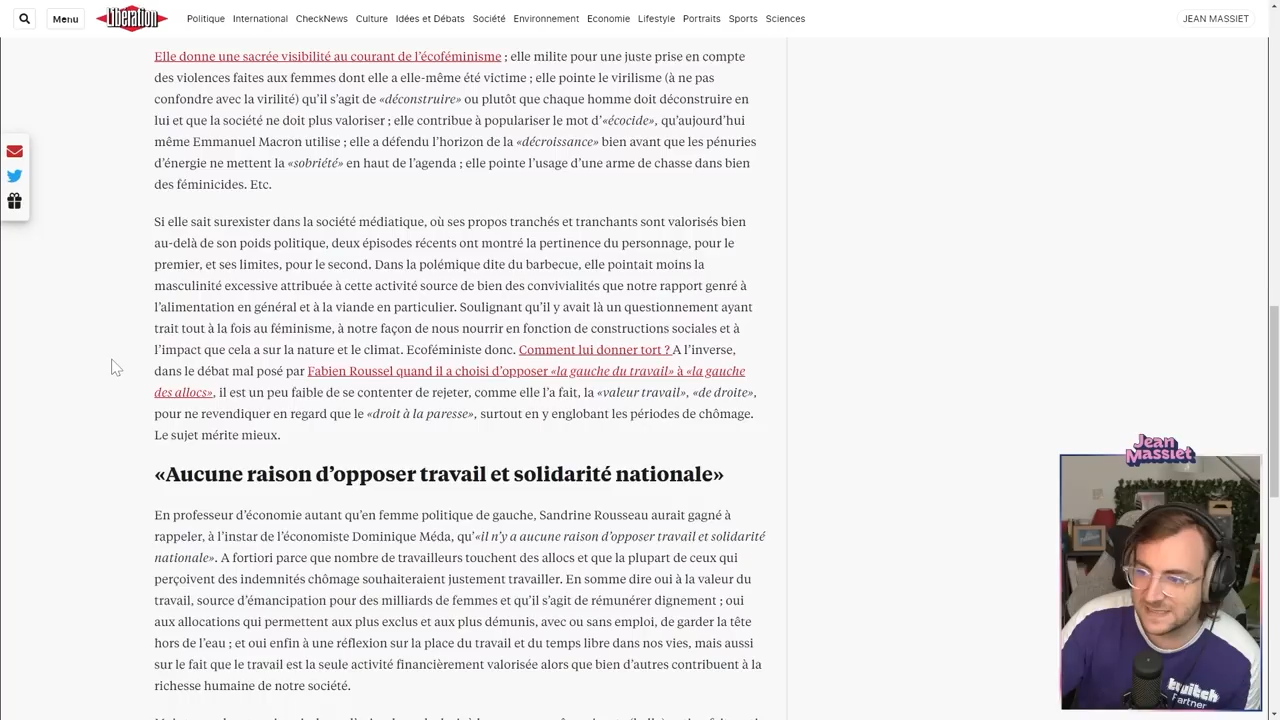 Menu
Libération
Politique International CheckNews Culture Idées et Débats Société Environnement Economie Lifestyle Portraits Sports Sciences
JEAN MASSIET
Elle donne une sacrée visibilité au courant de l’écoféminisme ; elle milite pour une juste prise en compte
des violences faites aux femmes dont elle a elle-même été victime ; elle pointe le virilisme (à ne pas
confondre avec la virilité) qu’il s’agit de «déconstruire» ou plutôt que chaque homme doit déconstruire en
lui et que la société ne doit plus valoriser ; elle contribue à populariser le mot d’«écocide», qu’aujourd’hui
même Emmanuel Macron utilise ; elle a défendu l’horizon de la «décroissance» bien avant que les pénuries
d’énergie ne mettent la «sobriété» en haut de l’agenda ; elle pointe l’usage d’une arme de chasse dans bien
des féminicides. Etc.
Si elle sait surexister dans la société médiatique, où ses propos tranchés et tranchants sont valorisés bien
au-delà de son poids politique, deux épisodes récents ont montré la pertinence du personnage, pour le
premier, et ses limites, pour le second. Dans la polémique dite du barbecue, elle pointait moins la
masculinité excessive attribuée à cette activité source de bien des convivialités que notre rapport genré à
l’alimentation en général et à la viande en particulier. Soulignant qu’il y avait là un questionnement ayant
trait tout à la fois au féminisme, à notre façon de nous nourrir en fonction de constructions sociales et à
l’impact que cela a sur la nature et le climat. Ecoféministe donc. Comment lui donner tort ? A l’inverse,
dans le débat mal posé par Fabien Roussel quand il a choisi d’opposer «la gauche du travail» à «la gauche
des allocs», il est un peu faible de se contenter de rejeter, comme elle l’a fait, la «valeur travail», «de droite»,
pour ne revendiquer en regard que le «droit à la paresse», surtout en y englobant les périodes de chômage.
Le sujet mérite mieux.
«Aucune raison d’opposer travail et solidarité nationale»
En professeur d’économie autant qu’en femme politique de gauche, Sandrine Rousseau aurait gagné à
rappeler, à l’instar de l’économiste Dominique Méda, qu’«il n’y a aucune raison d’opposer travail et solidarité
nationale». A fortiori parce que nombre de travailleurs touchent des allocs et que la plupart de ceux qui
perçoivent des indemnités chômage souhaiteraient justement travailler. En somme dire oui à la valeur du
travail, source d’émancipation pour des milliards de femmes et qu’il s’agit de rémunérer dignement ; oui
aux allocations qui permettent aux plus exclus et aux plus démunis, avec ou sans emploi, de garder la tête
hors de l’eau ; et oui enfin à une réflexion sur la place du travail et du temps libre dans nos vies, mais aussi
sur le fait que le travail est la seule activité financièrement valorisée alors que bien d’autres contribuent à la
richesse humaine de notre société.
Jean
Massiet
twitch
Partner